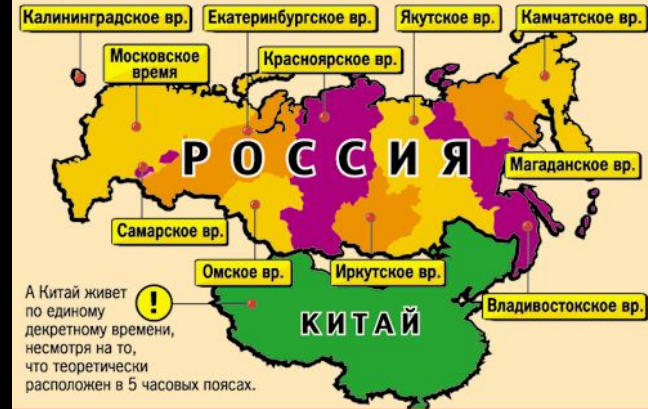 Калининградское вр.
Екатеринбургское вр.
Якутское вр.
Камчатское вр.
Московское
время
Красноярское вр.
РОССИЯ
Магаданское вр.
Самарское вр.
Омское вр.
Иркутское вр.
Владивостокское вр.
А Китай живет
по единому
декретному времени,
несмотря на то,
что теоретически
расположен в 5 часовых поясах.
!
КИТАЙ